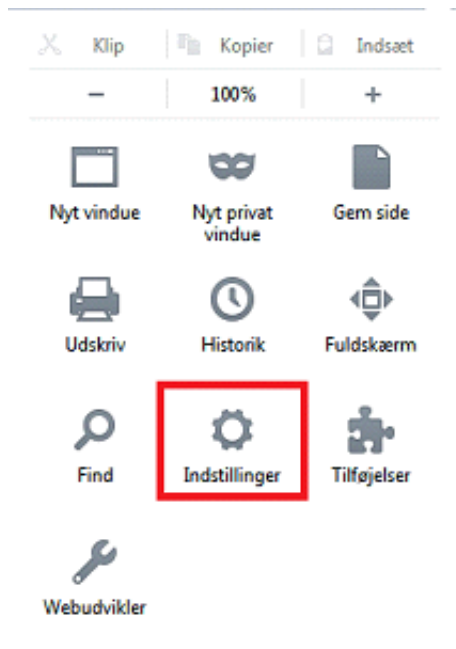 Klip Kopier Indsæt
− 100% +
Nyt vindue Nyt privat vindue Gem side
Udskriv Historik Fuldskærm
Find Indstillinger Tilføjelser
Webudvikler